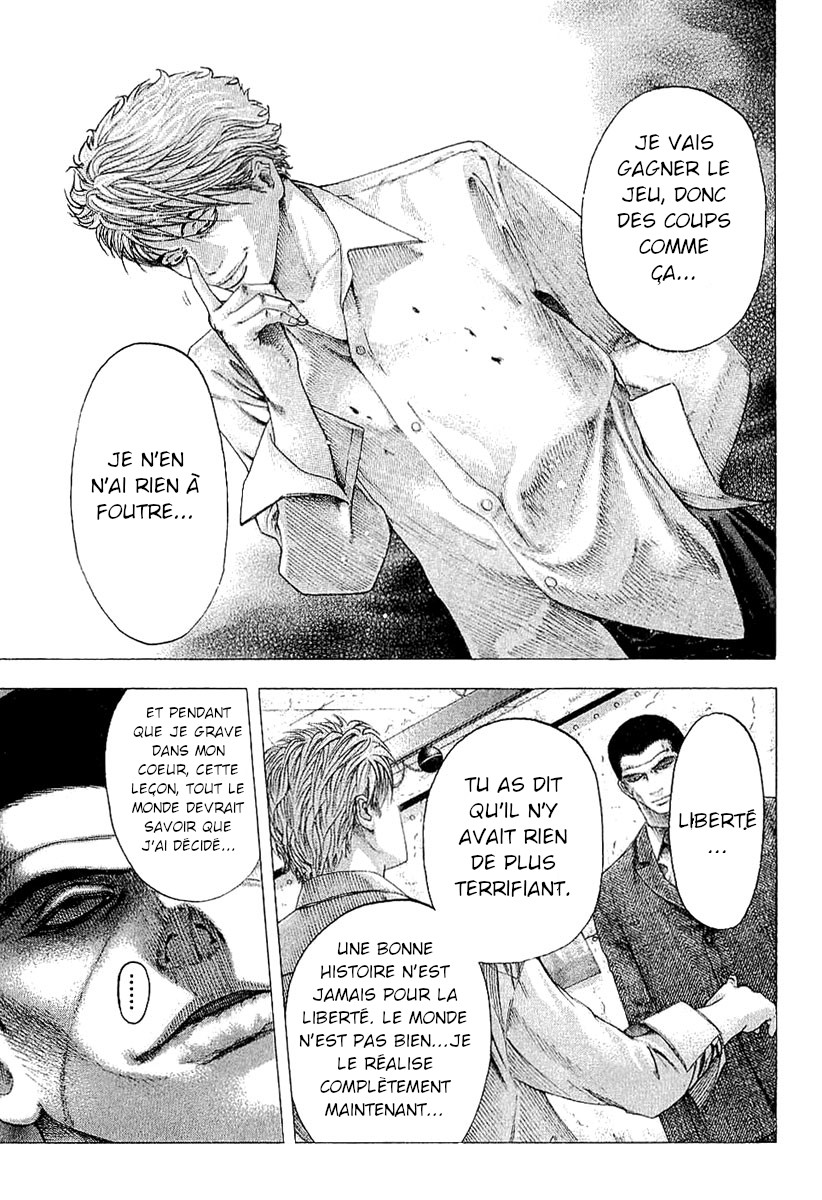 JE VAIS
GAGNER LE
JEU, DONC
DES COUPS
COMME
ÇA...
JE N'EN
N'AI RIEN À
FOUTRE...
LIBERTÉ
...
TU AS DIT
QU'IL N'Y
AVAIT RIEN
DE PLUS
TERRIFIANT.
UNE BONNE
HISTOIRE N'EST
JAMAIS POUR LA
LIBERTÉ. LE MONDE
N'EST PAS BIEN...JE
LE RÉALISE
COMPLÈTEMENT
MAINTENANT...
ET PENDANT
QUE JE GRAVE
DANS MON
COEUR, CETTE
LEÇON, TOUT LE
MONDE DEVRAIT
SAVOIR QUE
J'AI DÉCIDÉ...
......